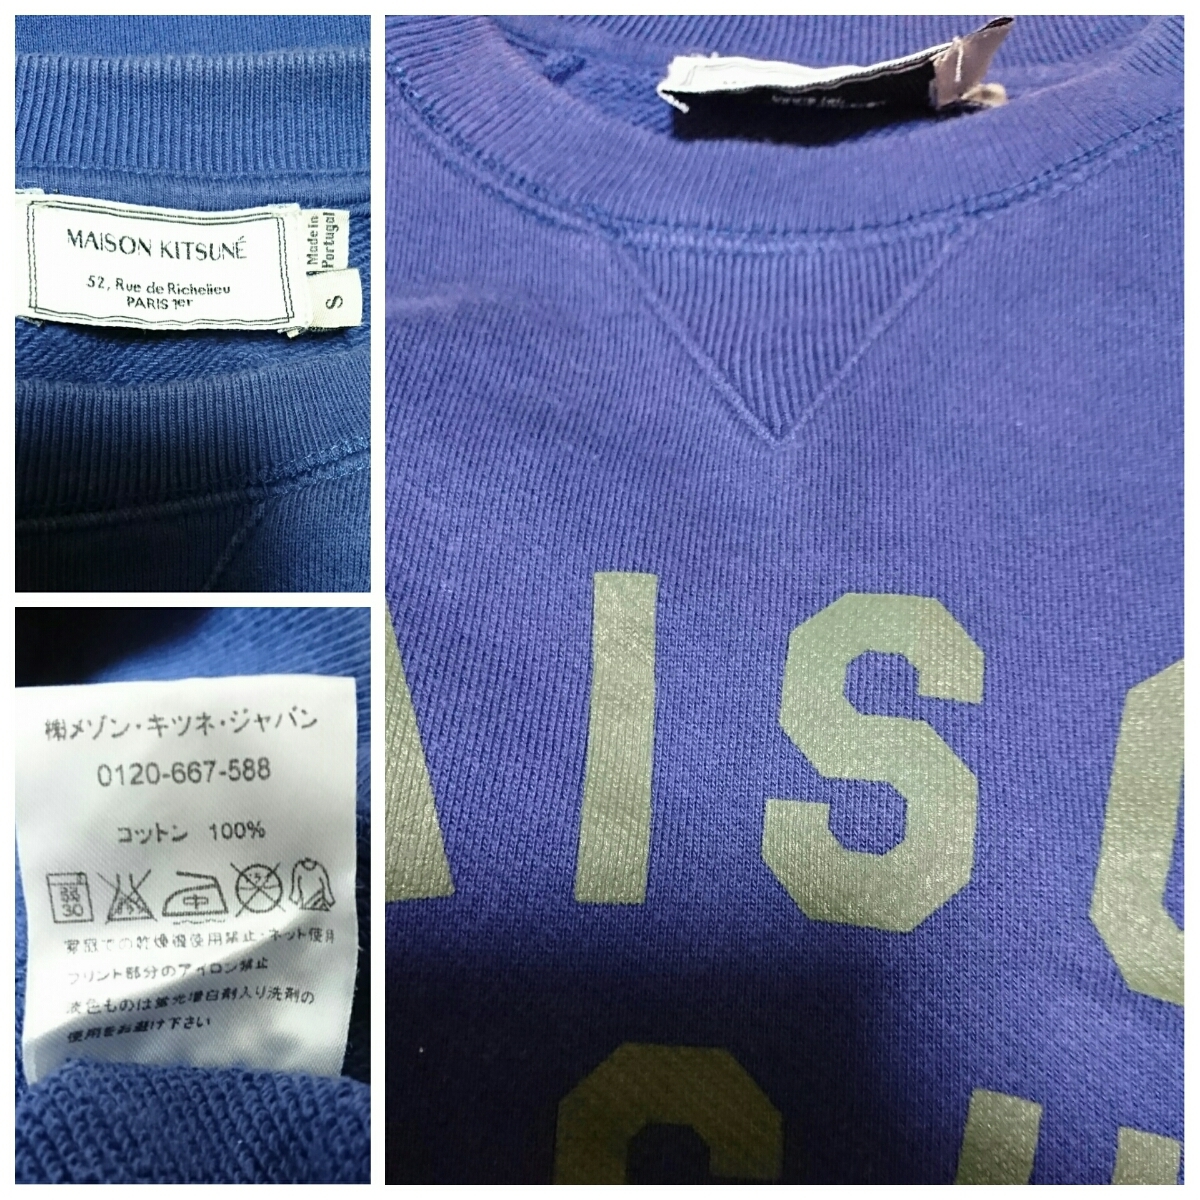 MAISON KITSUNÉ
52, Rue de Richelieu
PARIS 1er
Made in
Portugal
S
㈱メゾン・キツネ・ジャパン
0120-667-588
コットン 100%
30
中
家庭での乾燥機使用禁止・ネット使用
プリント部分のアイロン禁止
淡色ものは蛍光増白剤入り洗剤の
使用をお避け下さい
AISO